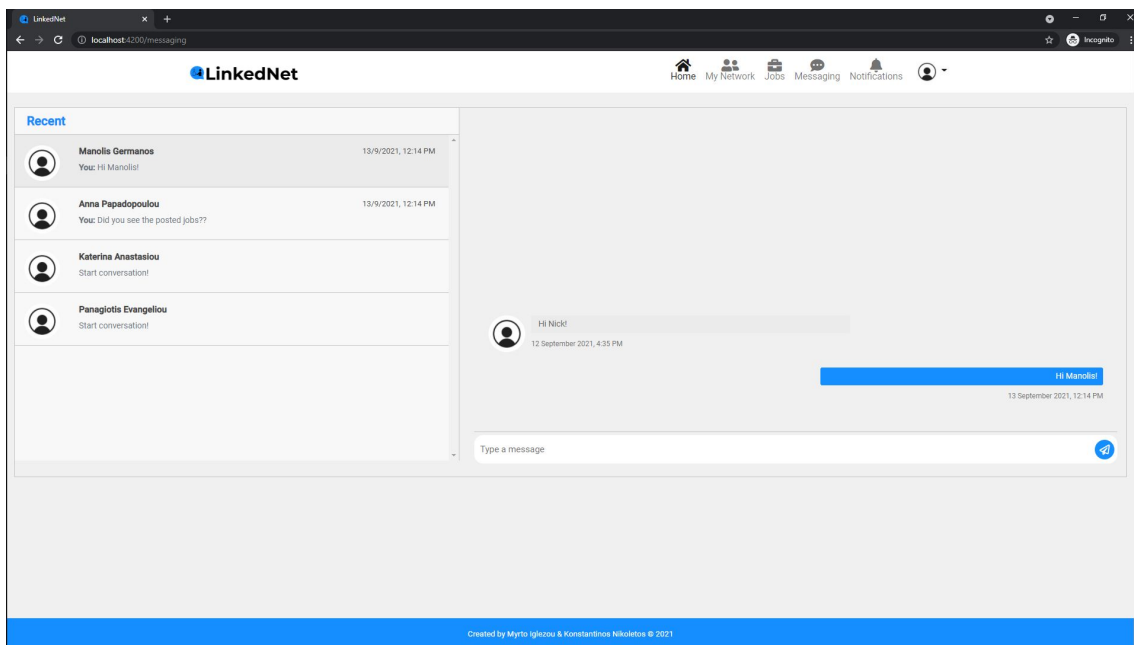 LinkedNet
localhost:4200/messaging
Incognito
LinkedNet
Home My Network Jobs Messaging Notifications
Recent
Manolis Germanos 13/9/2021, 12:14 PM
You: Hi Manolis!
Anna Papadopoulou 13/9/2021, 12:14 PM
You: Did you see the posted jobs??
Katerina Anastasiou
Start conversation!
Panagiotis Evangeliou
Start conversation!
Hi Nick!
12 September 2021, 4:35 PM
Hi Manolis!
13 September 2021, 12:14 PM
Type a message
Created by Myrto Iglezou & Konstantinos Nikoletos © 2021